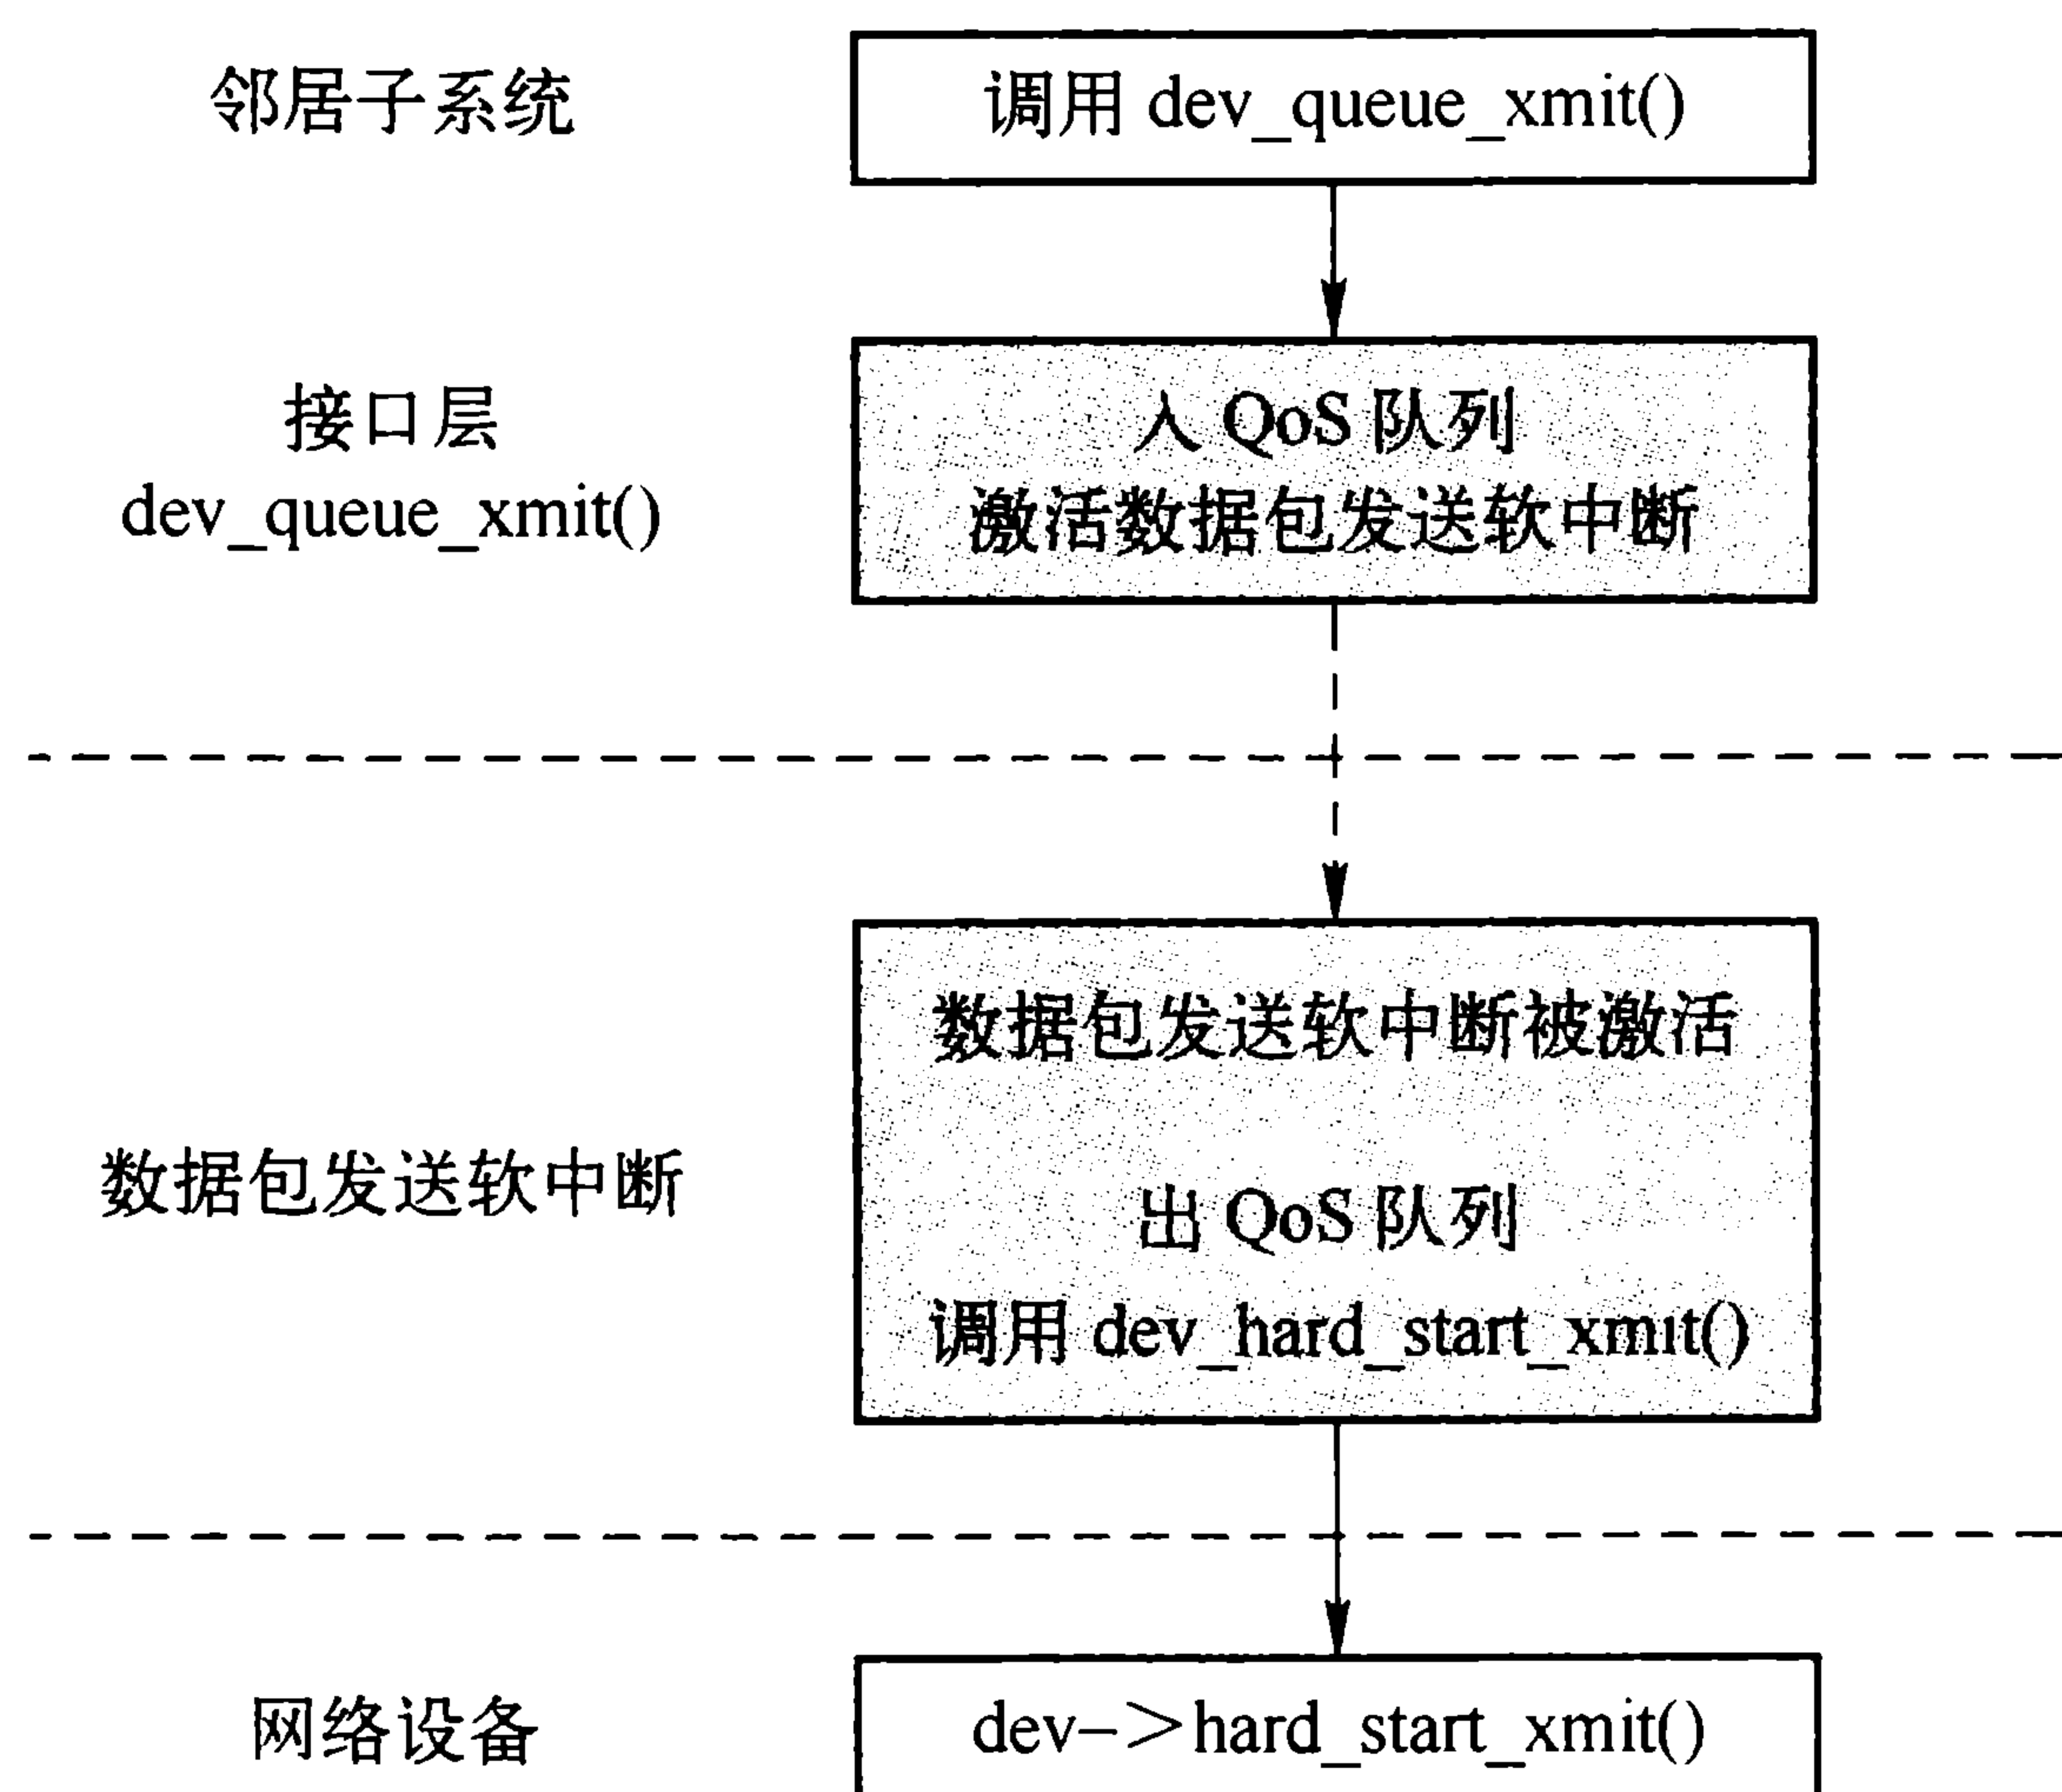 邻居子系统
调用 dev_queue_xmit()
接口层
dev_queue_xmit()
入 QoS 队列
激活数据包发送软中断
数据包发送软中断
数据包发送软中断被激活
出 QoS 队列
调用 dev_hard_start_xmit()
网络设备
dev->hard_start_xmit()